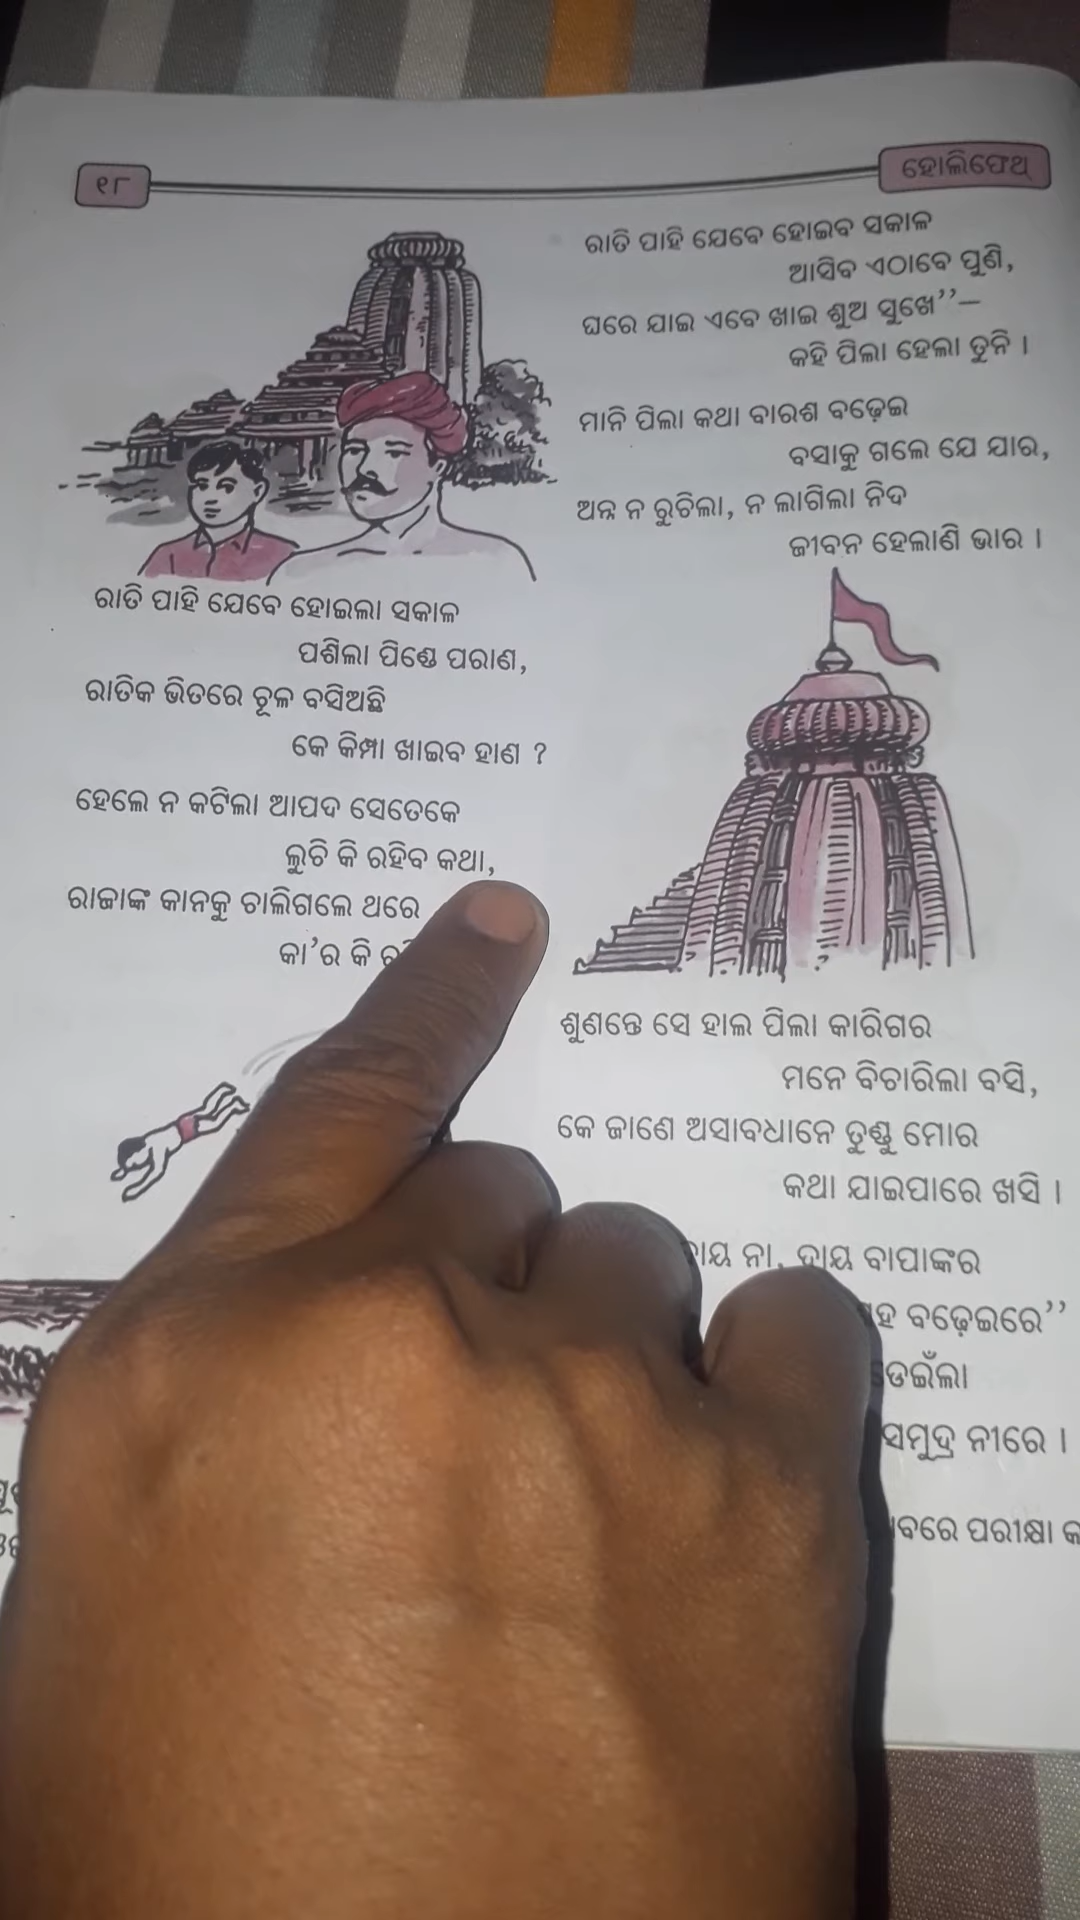 ୧୮
ହୋଲିଫେଥ୍
ରାତି ପାହି ଯେବେ ହୋଇବ ସକାଳ
ଆସିବ ଏଠାବେ ପୁଣି,
ଘରେ ଯାଇ ଏବେ ଖାଇ ଶୁଅ ସୁଖେ’’–
କହି ପିଲା ହେଲା ତୁନି ।
ମାନି ପିଲା କଥା ବାରଶ ବଢ଼େଇ
ବସାକୁ ଗଲେ ଯେ ଯାର,
ଅନ୍ନ ନ ରୁଚିଲା, ନ ଲାଗିଲା ନିଦ
ଜୀବନ ହେଲାଣି ଭାର ।
ରାତି ପାହି ଯେବେ ହୋଇଲା ସକାଳ
ପଶିଲା ପିଣ୍ଡେ ପରାଣ,
ରାତିକ ଭିତରେ ଚୂଳ ବସିଅଛି
କେ କିମ୍ପା ଖାଇବ ହାଣ ?
ହେଲେ ନ କଟିଲା ଆପଦ ସେତେକେ
ଲୁଚି କି ରହିବ କଥା,
ରାଜାଙ୍କ କାନକୁ ଚାଲିଗଲେ ଥରେ
କା’ର କି
ଶୁଣନ୍ତେ ସେ ହାଲ ପିଲା କାରିଗର
ମନେ ବିଚାରିଲା ବସି,
କେ ଜାଣେ ଅସାବଧାନେ ତୁଣ୍ଡୁ ମୋର
କଥା ଯାଇପାରେ ଖସି ।
ନା, ଦାୟ ବାପାଙ୍କର
ବଢ଼େଇରେ’’
ଡେଇଁଲା
ସମୁଦ୍ର ନୀରେ ।
ପରୀକ୍ଷା